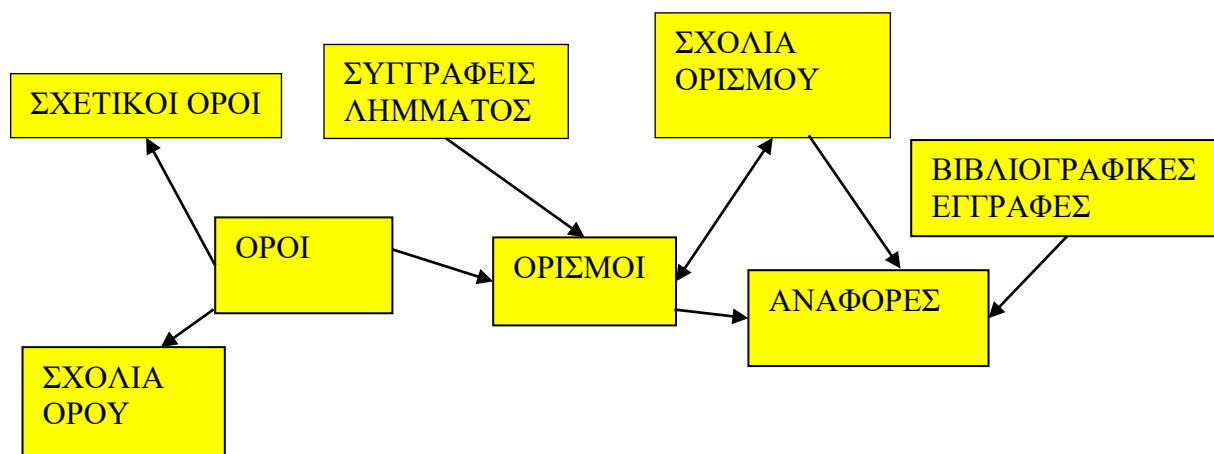 ΣΧΕΤΙΚΟΙ ΟΡΟΙ
ΣΥΓΓΡΑΦΕΙΣ
ΛΗΜΜΑΤΟΣ
ΣΧΟΛΙΑ
ΟΡΙΣΜΟΥ
ΒΙΒΛΙΟΓΡΑΦΙΚΕΣ
ΕΓΓΡΑΦΕΣ
ΟΡΟΙ
ΟΡΙΣΜΟΙ
ΑΝΑΦΟΡΕΣ
ΣΧΟΛΙΑ
ΟΡΟΥ